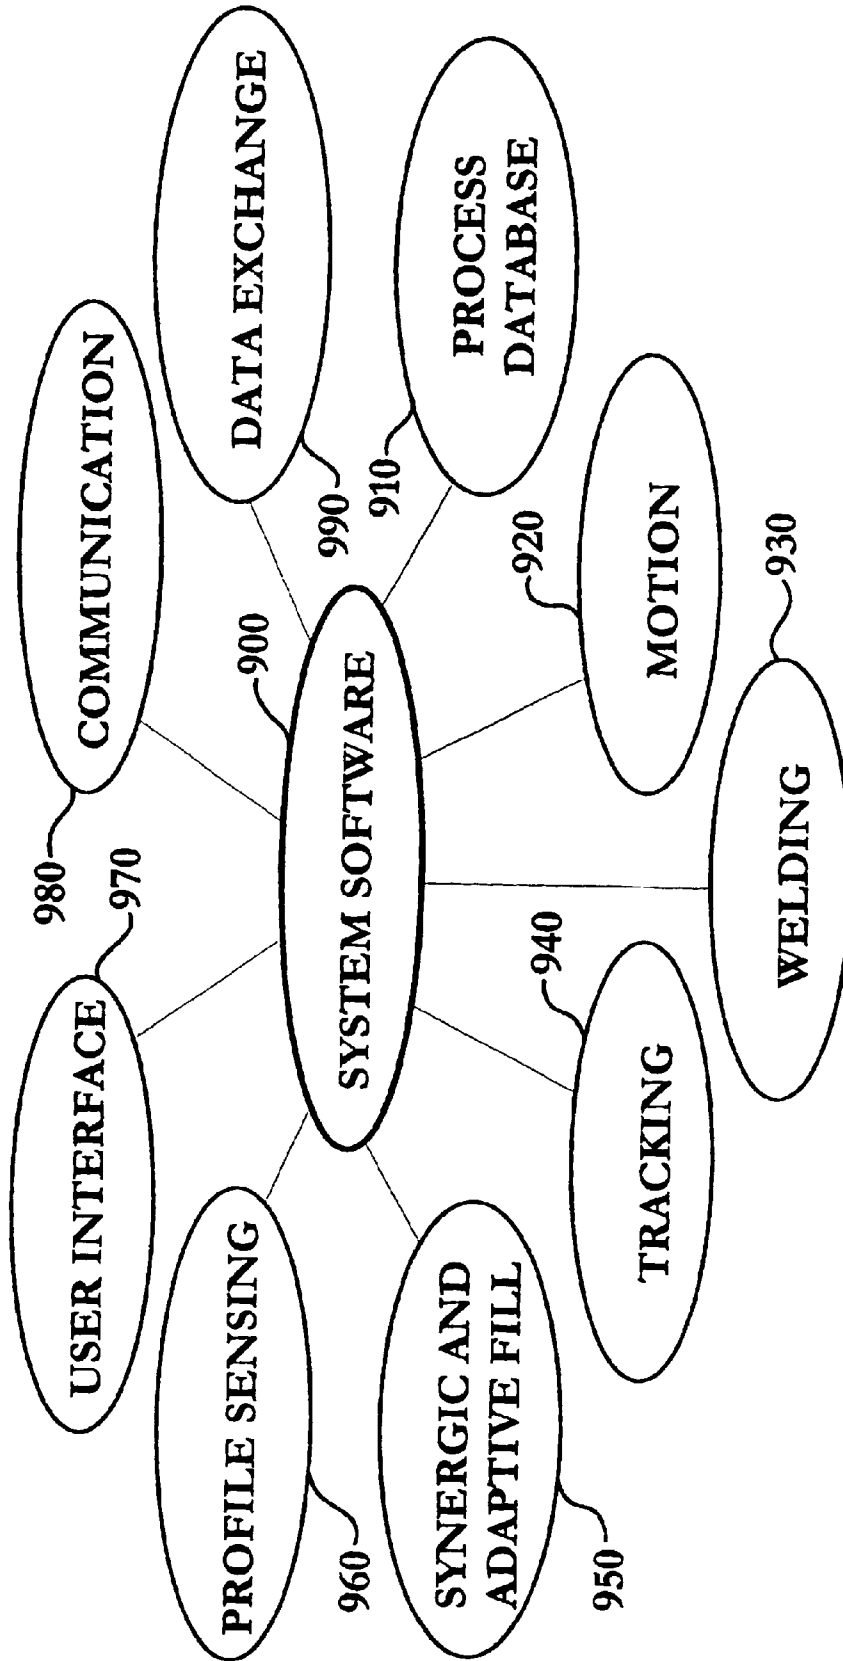 USER INTERFACE
970
980
COMMUNICATION
PROFILE SENSING
960
900
SYSTEM SOFTWARE
990
DATA EXCHANGE
SYNERGIC AND
ADAPTIVE FILL
950
910
PROCESS
DATABASE
940
TRACKING
920
MOTION
930
WELDING